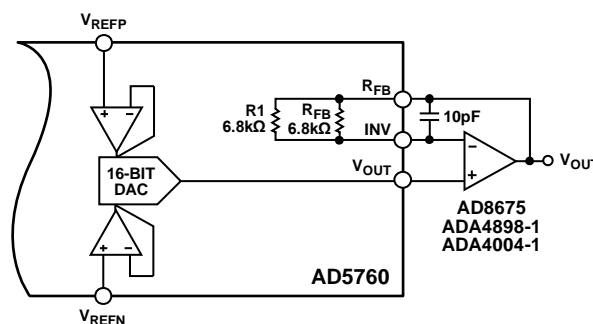 VREFP
R1
6.8kΩ
RFB
6.8kΩ
RFB
INV
10pF
16-BIT
DAC
VOUT
VOUT
AD8675
ADA4898-1
ADA4004-1
AD5760
VREFN